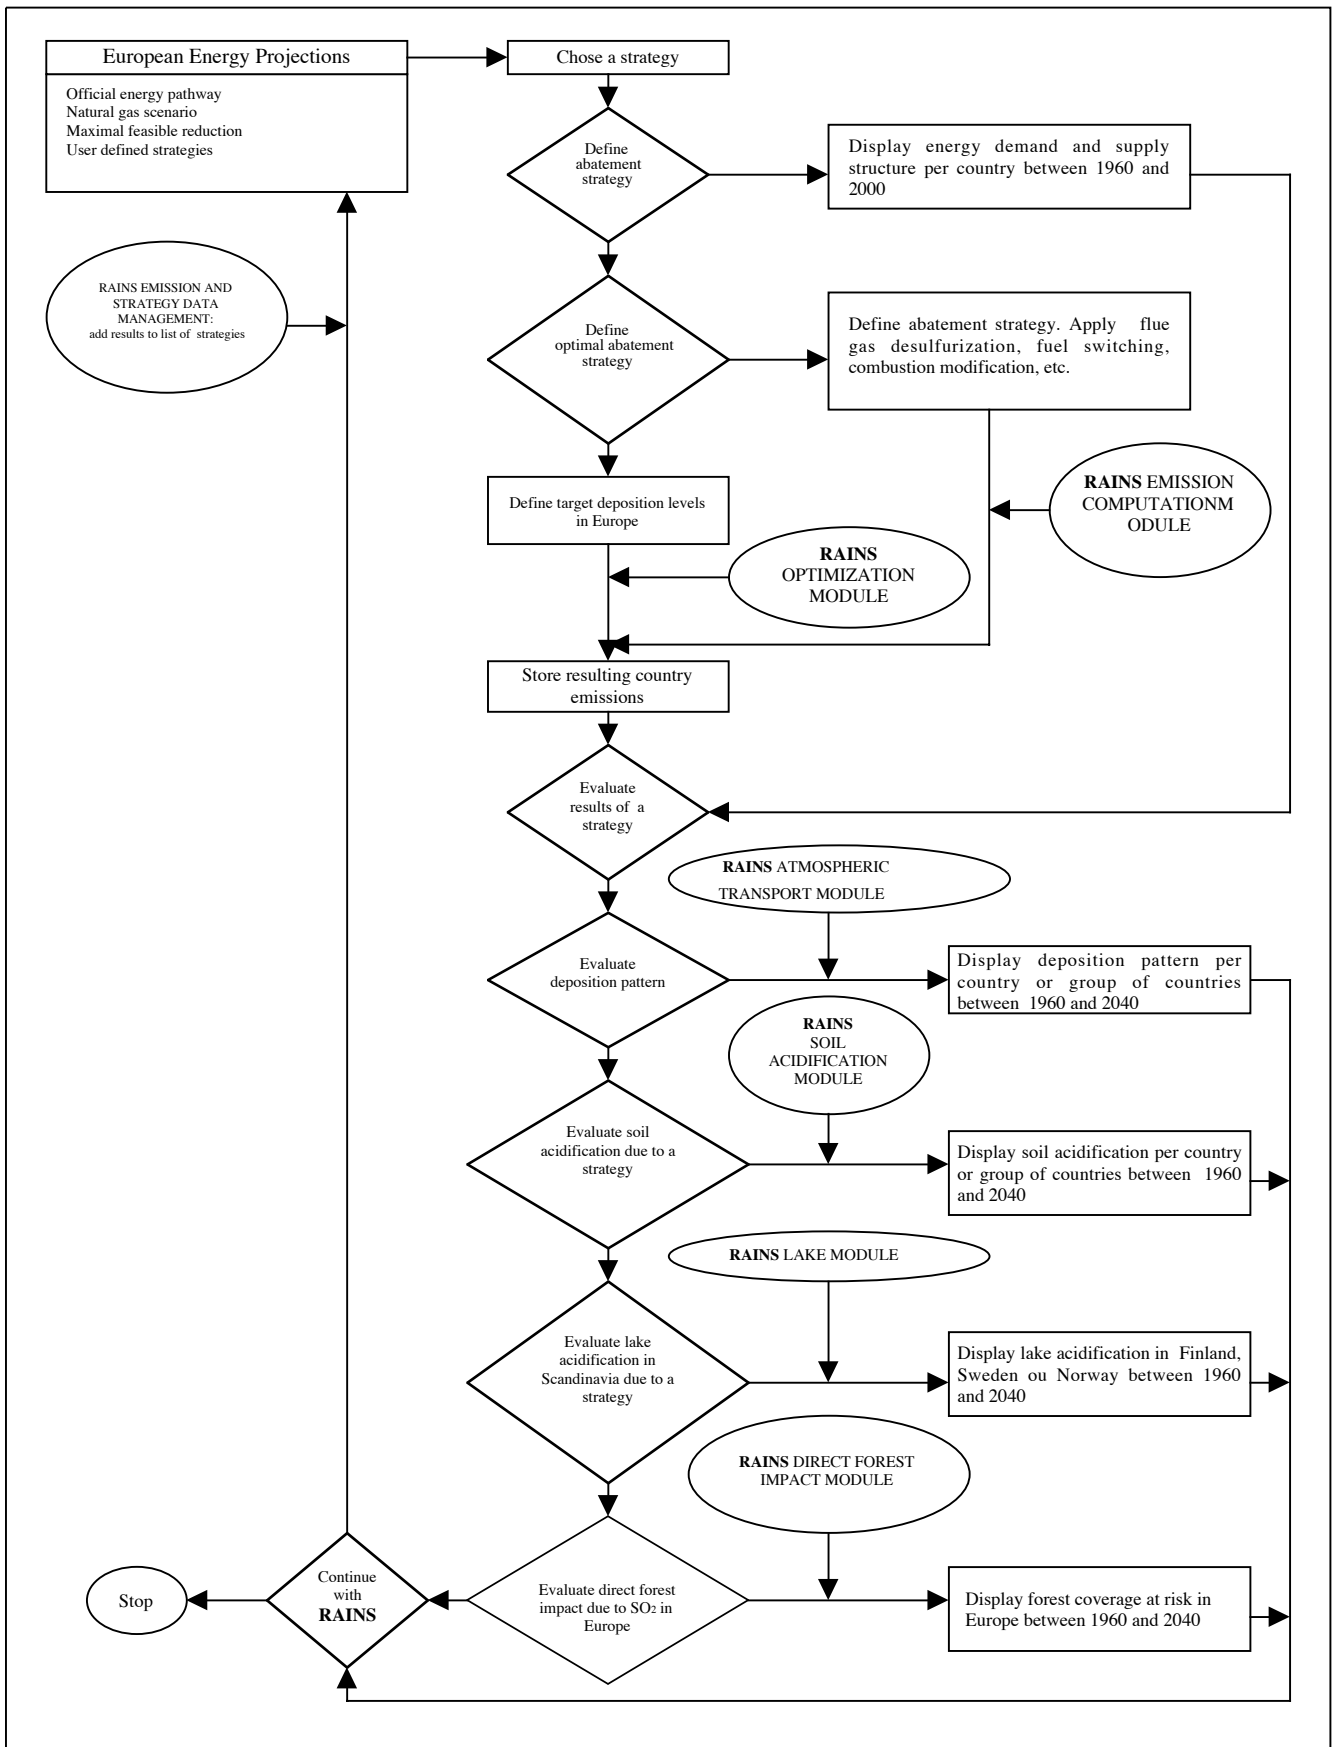 European Energy Projections
Official energy pathway
Natural gas scenario
Maximal feasible reduction
User defined strategies
Chose a strategy
Define
abatement
strategy
Display energy demand and supply
structure per country between 1960 and
2000
RAINS EMISSION AND
STRATEGY DATA
MANAGEMENT:
add results to list of strategies
Define
optimal abatement
strategy
Define abatement strategy. Apply flue
gas desulfurization, fuel switching,
combustion modification, etc.
RAINS EMISSION
COMPUTATIONM
ODULE
Define target deposition levels
in Europe
RAINS
OPTIMIZATION
MODULE
Store resulting country
emissions
Evaluate
results of a
strategy
RAINS ATMOSPHERIC
TRANSPORT MODULE
Evaluate
deposition pattern
Display deposition pattern per
country or group of countries
between 1960 and 2040
RAINS
SOIL
ACIDIFICATION
MODULE
Evaluate soil
acidification due to a
strategy
Display soil acidification per country
or group of countries between 1960
and 2040
RAINS LAKE MODULE
Evaluate lake
acidification in
Scandinavia due to a
strategy
Display lake acidification in Finland,
Sweden ou Norway between 1960
and 2040
RAINS DIRECT FOREST
IMPACT MODULE
Evaluate direct forest
impact due to SO2 in
Europe
Display forest coverage at risk in
Europe between 1960 and 2040
Continue
with
RAINS
Stop